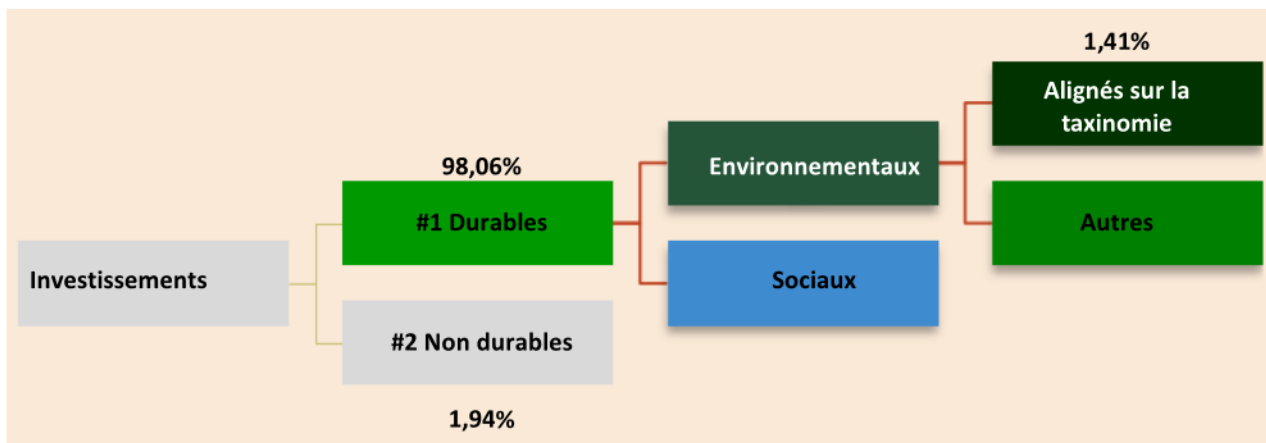 1,41%
Alignés sur la
taxinomie
98,06%
Environnementaux
#1 Durables
Autres
Investissements
Sociaux
#2 Non durables
1,94%